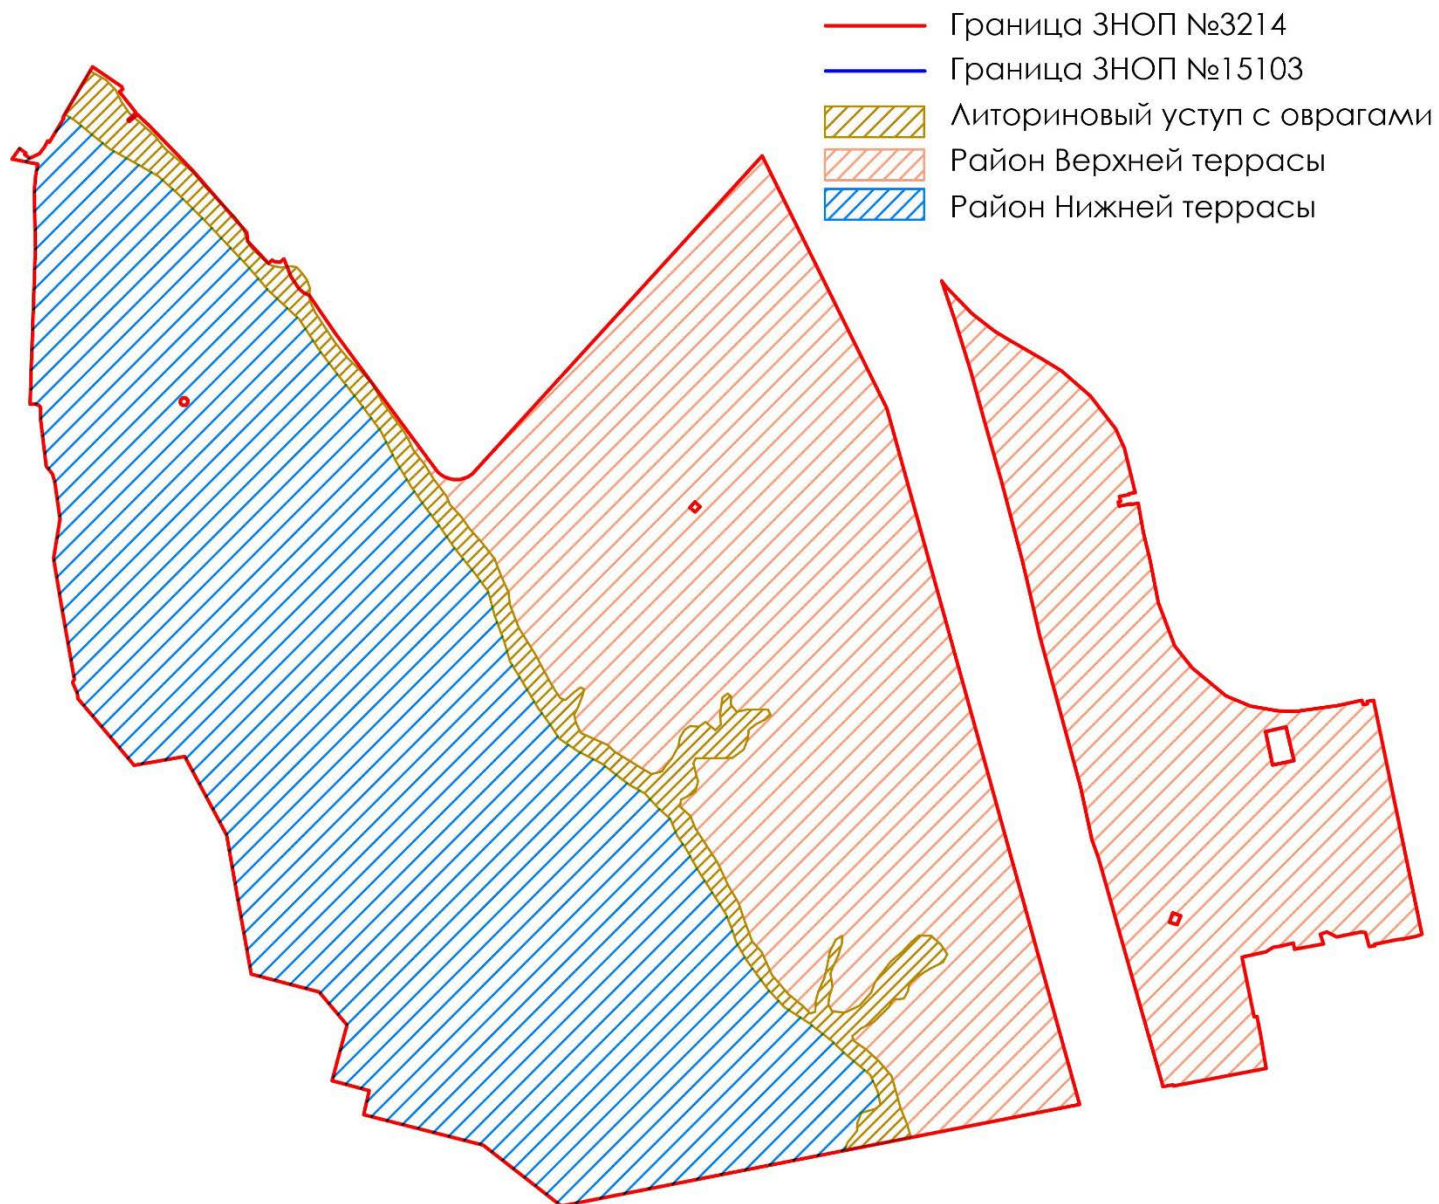 Граница ЗНОП №3214
Граница ЗНОП №15103
Литориновый уступ с оврагами
Район Верхней террасы
Район Нижней террасы